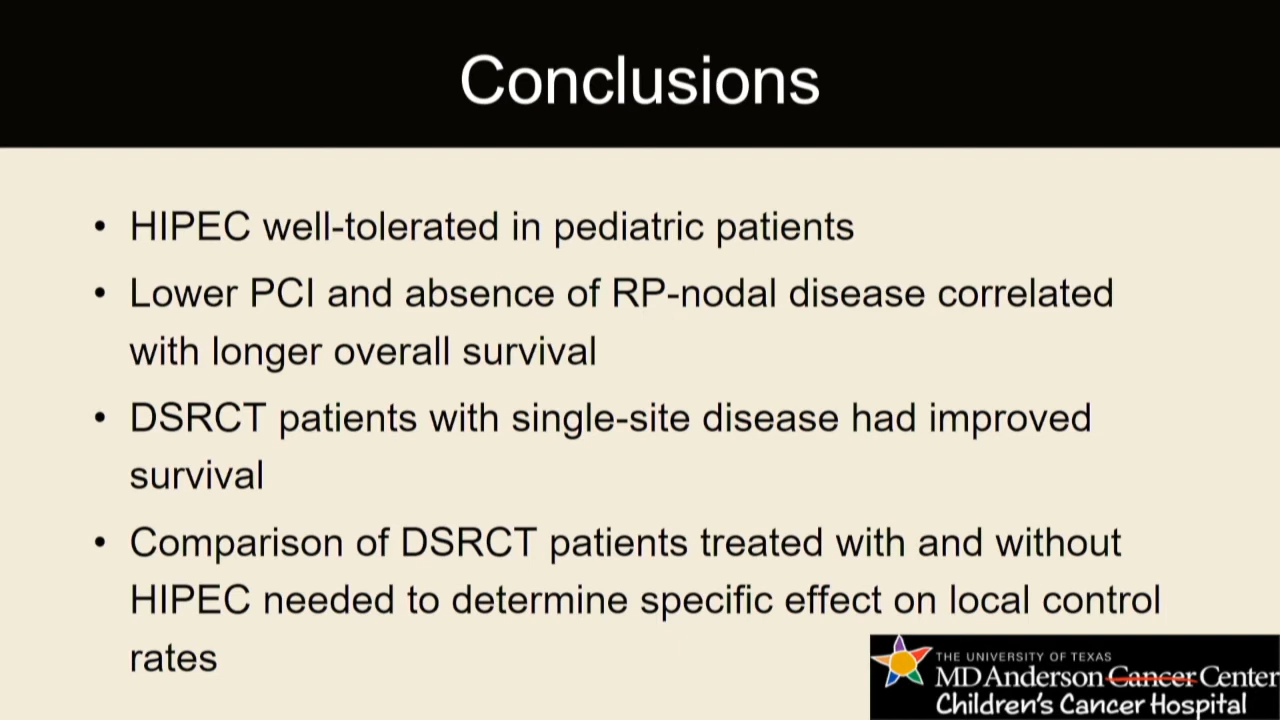 Conclusions
• HIPEC well-tolerated in pediatric patients
• Lower PCI and absence of RP-nodal disease correlated
with longer overall survival
• DSRCT patients with single-site disease had improved
survival
• Comparison of DSRCT patients treated with and without
HIPEC needed to determine specific effect on local control
rates
THE UNIVERSITY OF TEXAS
MD Anderson Cancer Center
Children's Cancer Hospital